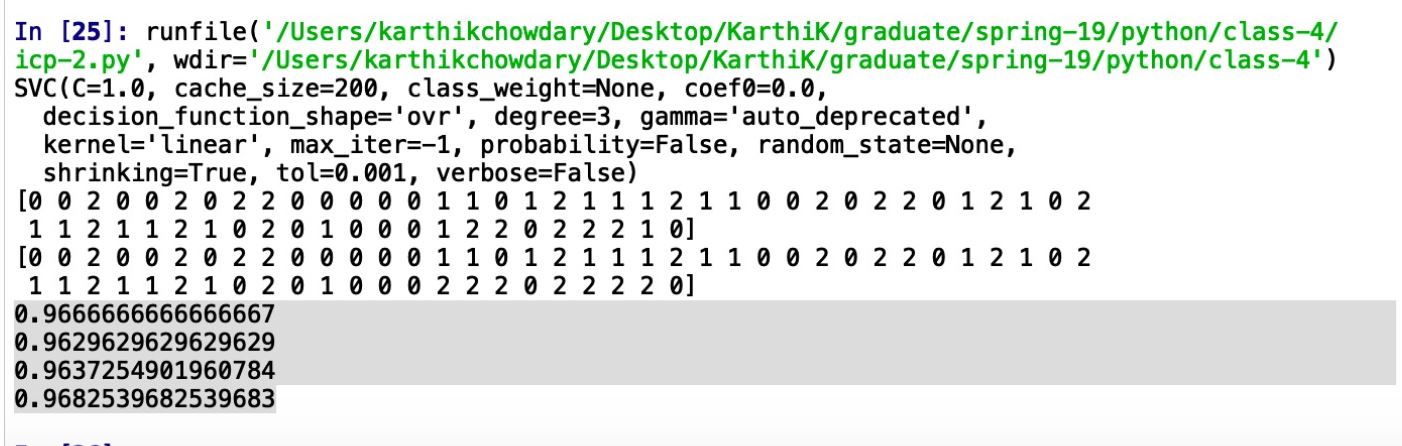 In [25]: runfile('/Users/karthikchowdary/Desktop/KarthiK/graduate/spring-19/python/class-4/
icp-2.py', wdir='/Users/karthikchowdary/Desktop/KarthiK/graduate/spring-19/python/class-4')
SVC(C=1.0, cache_size=200, class_weight=None, coef0=0.0,
  decision_function_shape='ovr', degree=3, gamma='auto_deprecated',
  kernel='linear', max_iter=-1, probability=False, random_state=None,
  shrinking=True, tol=0.001, verbose=False)
[0 0 2 0 0 2 0 2 2 0 0 0 0 0 1 1 0 1 2 1 1 1 2 1 1 0 0 2 0 2 2 0 1 2 1 0 2
 1 1 2 1 1 2 1 0 2 0 1 0 0 0 1 2 2 0 2 2 2 1 0]
[0 0 2 0 0 2 0 2 2 0 0 0 0 0 1 1 0 1 2 1 1 1 2 1 1 0 0 2 0 2 2 0 1 2 1 0 2
 1 1 2 1 1 2 1 0 2 0 1 0 0 0 2 2 2 0 2 2 2 2 0]
0.9666666666666667
0.9629629629629629
0.9637254901960784
0.9682539682539683